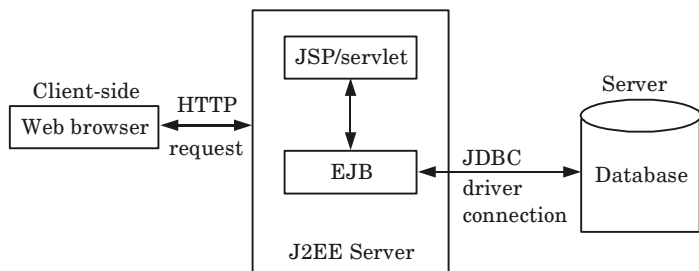 JSP/servlet
Client-side
Web browser
HTTP
request
EJB
J2EE Server
JDBC
driver
connection
Server
Database